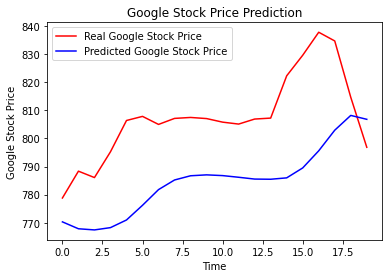 Google Stock Price Prediction
Real Google Stock Price
Predicted Google Stock Price
Google Stock Price
840
830
820
810
800
790
780
770
0.0 2.5 5.0 7.5 10.0 12.5 15.0 17.5
Time